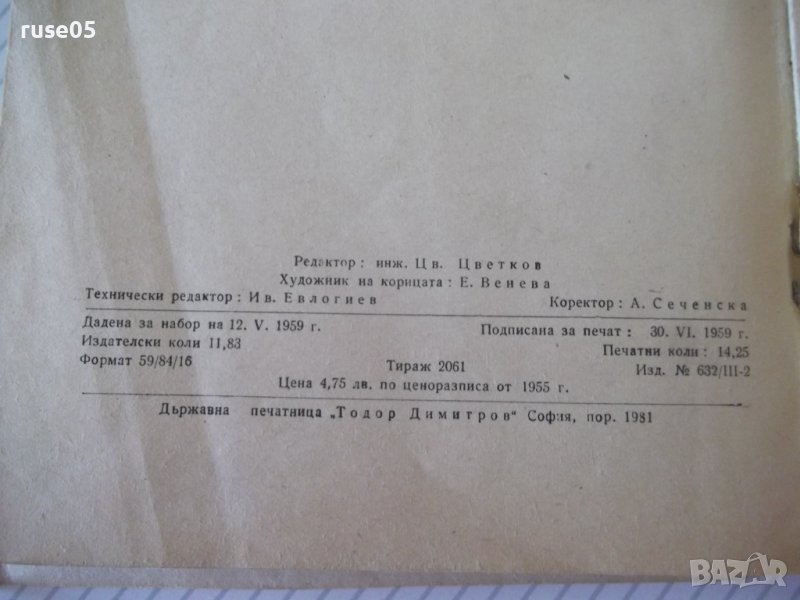 ruse05
Редактор : инж. Цв. Цветков
Художник на корицата : Е. Венева
Технически редактор : Ив. Евлогиев Коректор : А. Сеченска
Дадена за набор на 12. V. 1959 г. Подписана за печат : 30. VI. 1959 г.
Издателски коли 11,83 Печатни коли : 14,25
Формат 59/84/16 Тираж 2061 Изд. № 632/III-2
Цена 4,75 лв. по ценоразписа от 1955 г.
Държавна печатница „Тодор Димитров“ София, пор. 1981
BAZAR